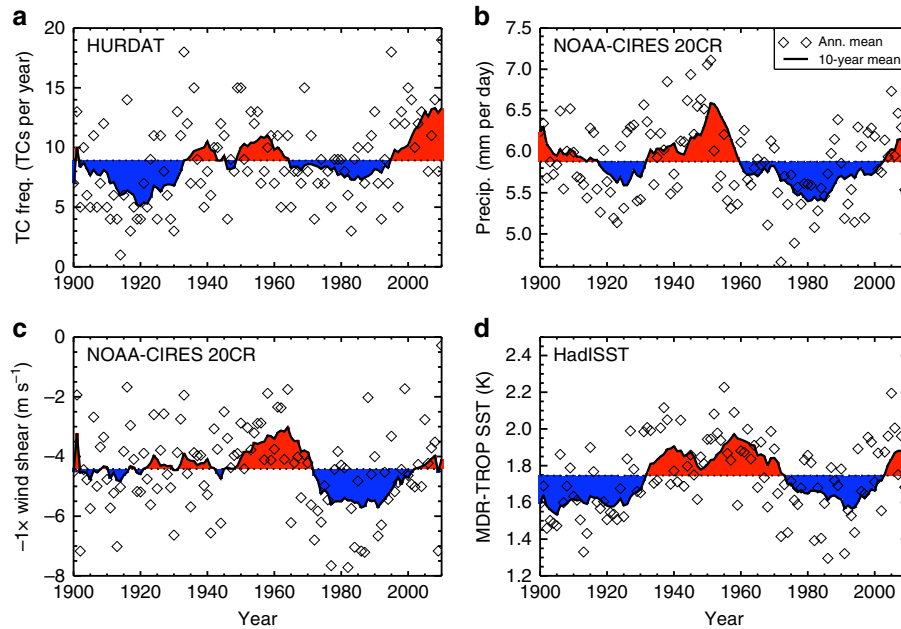 a
HURDAT
TC freq. (TCs per year)
20
15
10
5
0
1900 1920 1940 1960 1980 2000
b
NOAA-CIRES 20CR
Ann. mean
10-year mean
Precip. (mm per day)
7.5
7.0
6.5
6.0
5.5
5.0
1900 1920 1940 1960 1980 2000
c
NOAA-CIRES 20CR
−1× wind shear (m s⁻¹)
0
−2
−4
−6
−8
1900 1920 1940 1960 1980 2000
Year
d
HadISST
MDR-TROP SST (K)
2.4
2.2
2.0
1.8
1.6
1.4
1.2
1900 1920 1940 1960 1980 2000
Year